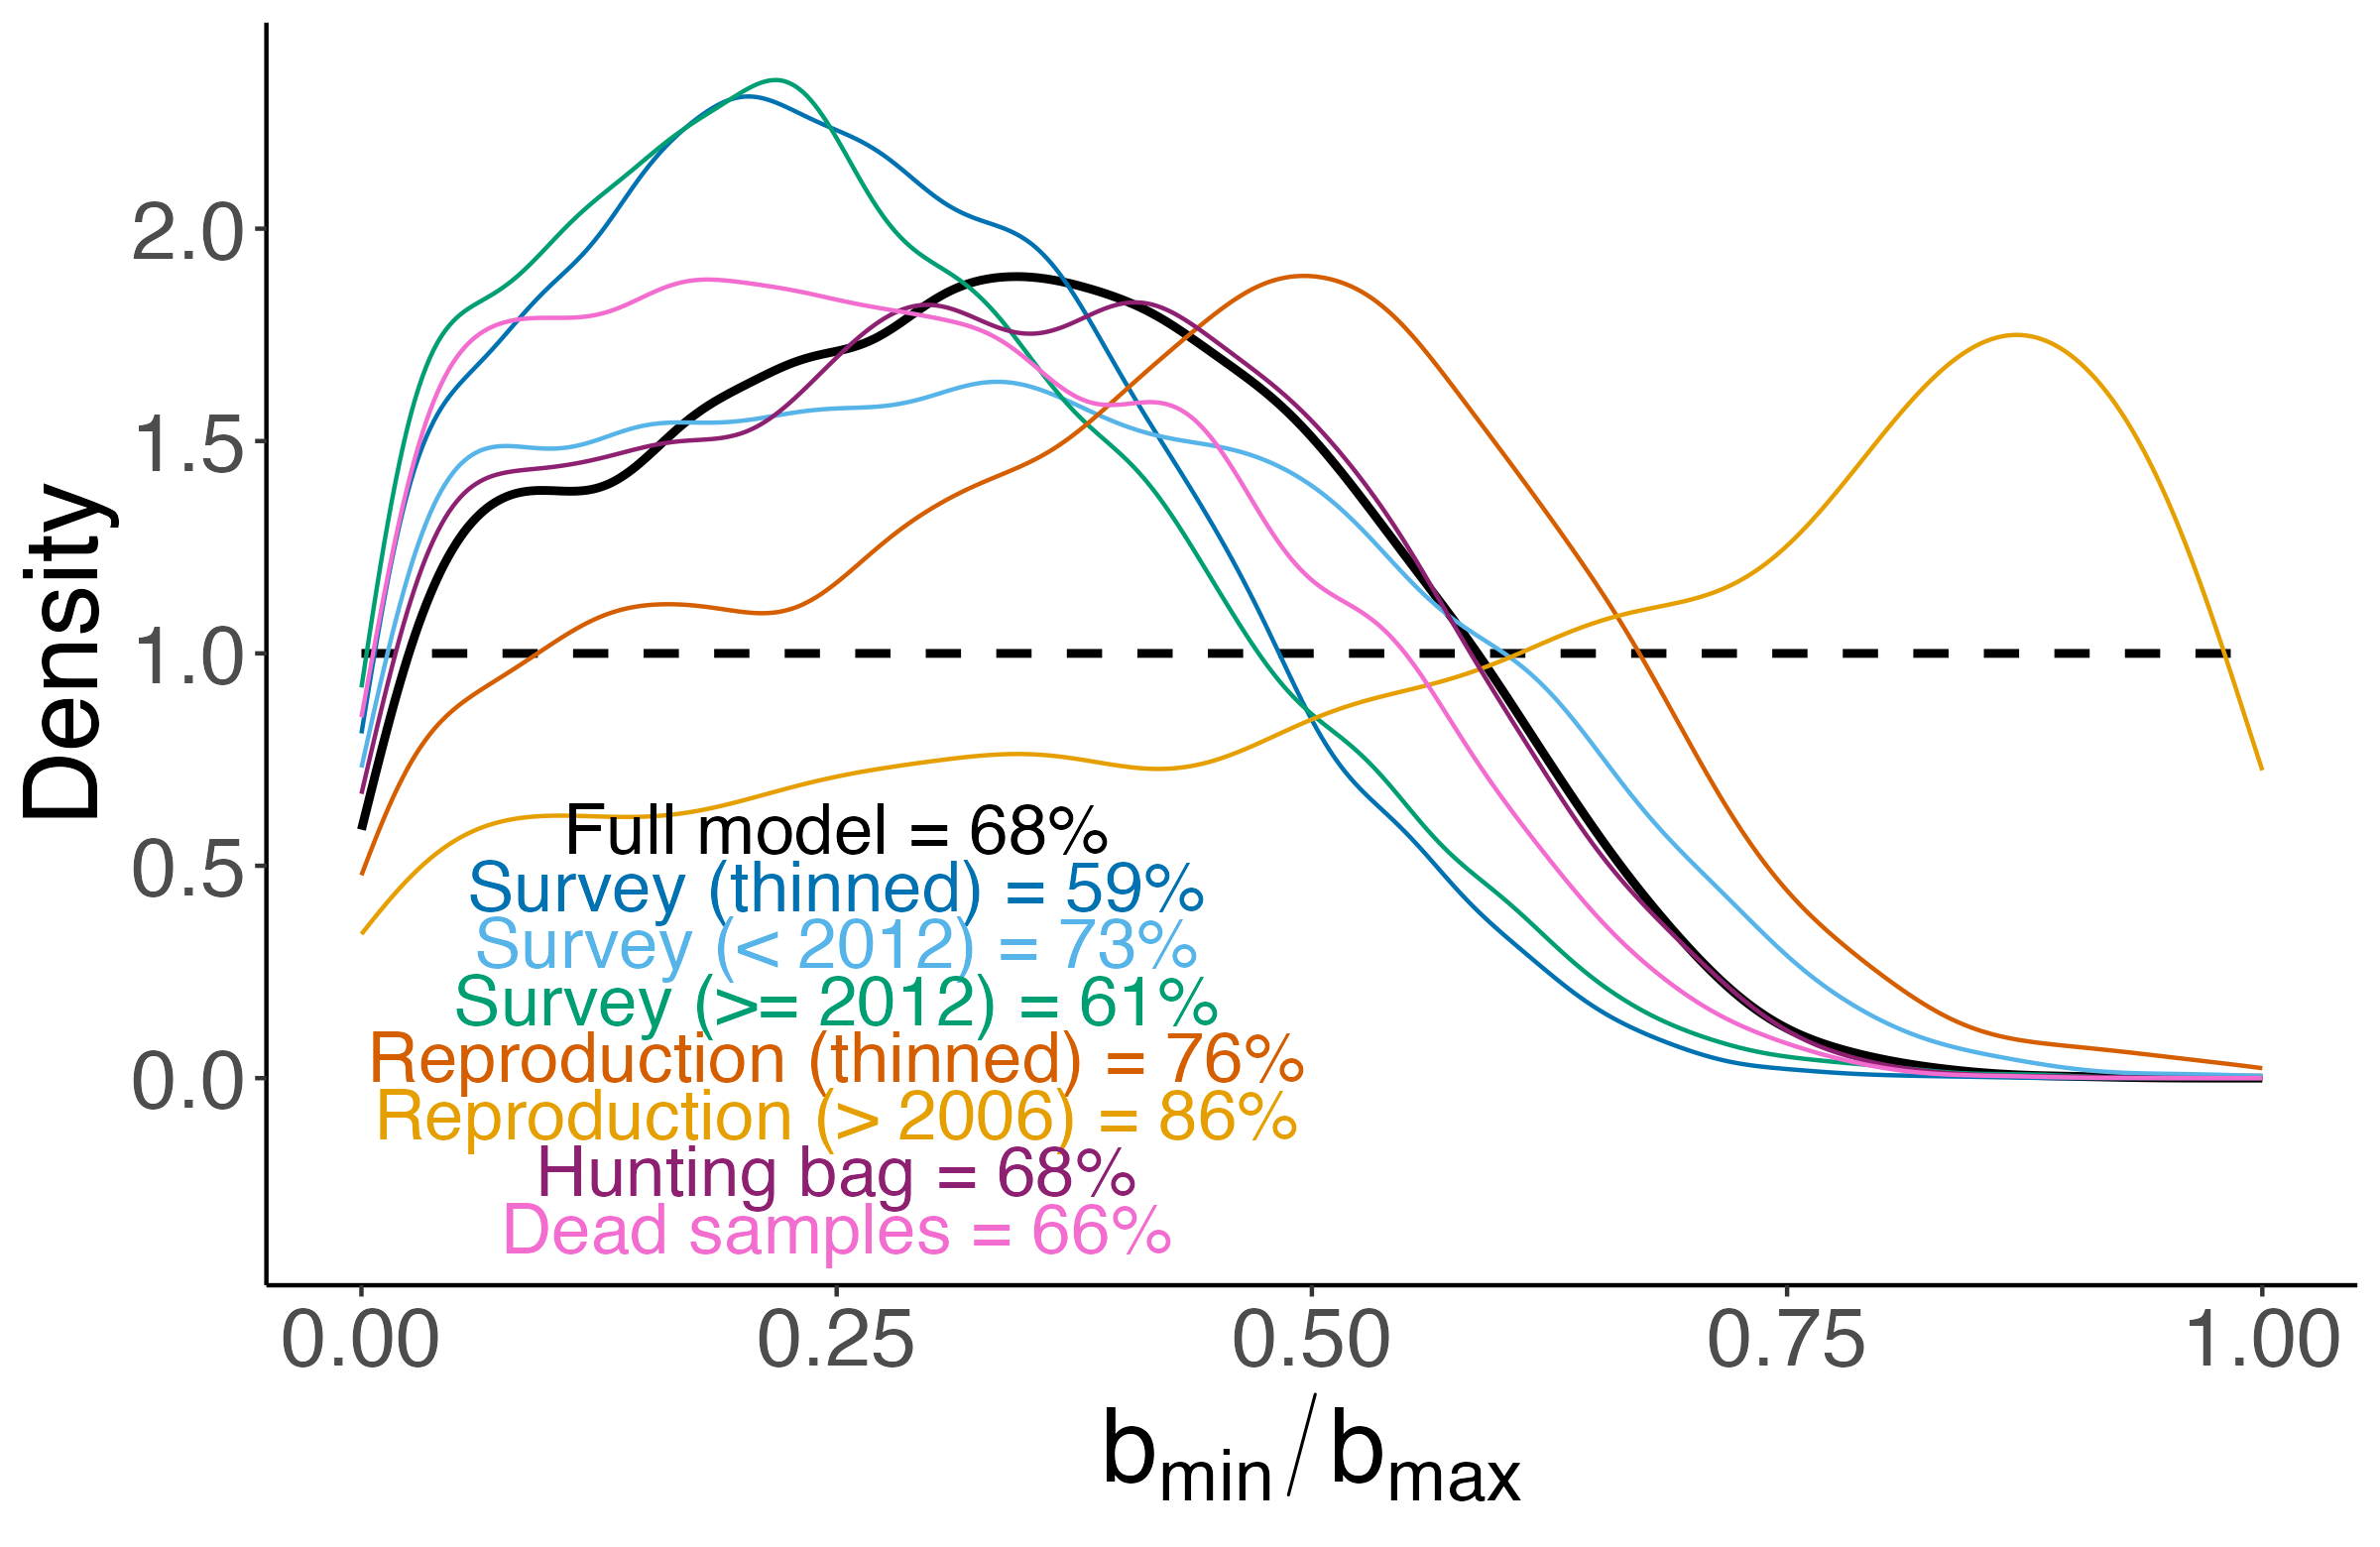 Density
2.0
1.5
1.0
0.5
0.0
Full model = 68%
Survey (thinned) = 59%
Survey (< 2012) = 73%
Survey (>= 2012) = 61%
Reproduction (thinned) = 76%
Reproduction (> 2006) = 86%
Hunting bag = 68%
Dead samples = 66%
0.00 0.25 0.50 0.75 1.00
bmin/bmax